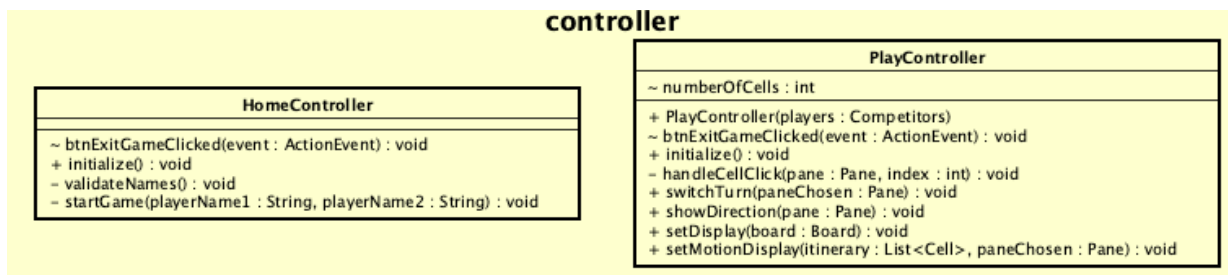 controller
HomeController
~ btnExitGameClicked(event : ActionEvent) : void
+ initialize() : void
- validateNames() : void
- startGame(playerName1 : String, playerName2 : String) : void
PlayController
~ numberOfCells : int
+ PlayController(players : Competitors)
~ btnExitGameClicked(event : ActionEvent) : void
+ initialize() : void
- handleCellClick(pane : Pane, index : int) : void
+ switchTurn(paneChosen : Pane) : void
+ showDirection(pane : Pane) : void
+ setDisplay(board : Board) : void
+ setMotionDisplay(itinerary : List<Cell>, paneChosen : Pane) : void